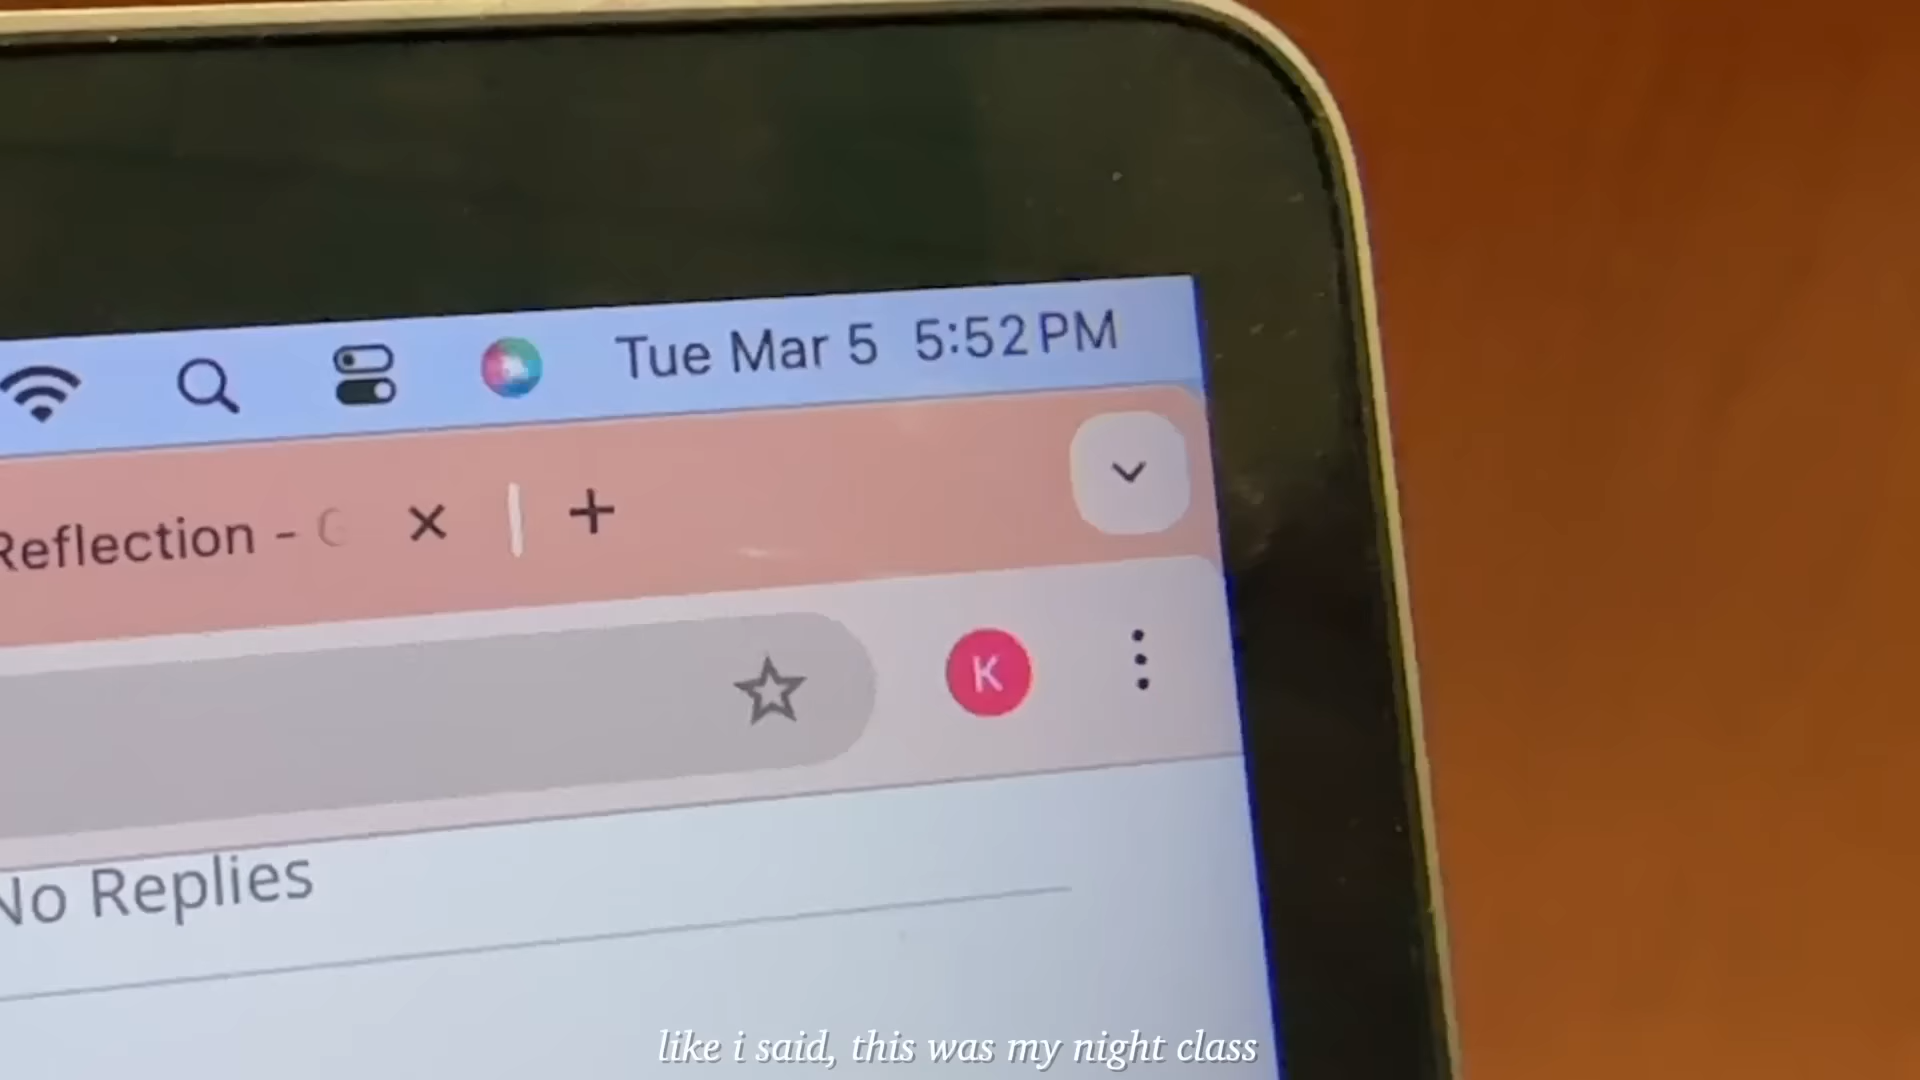 Tue Mar 5 5:52 PM
Reflection - G
K
No Replies
like i said, this was my night class